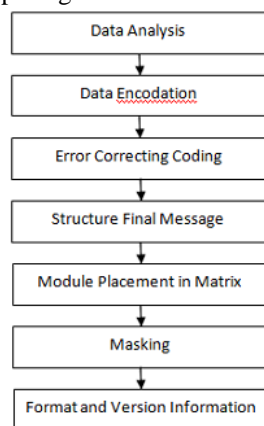 Data Analysis
Data Encodation
Error Correcting Coding
Structure Final Message
Module Placement in Matrix
Masking
Format and Version Information